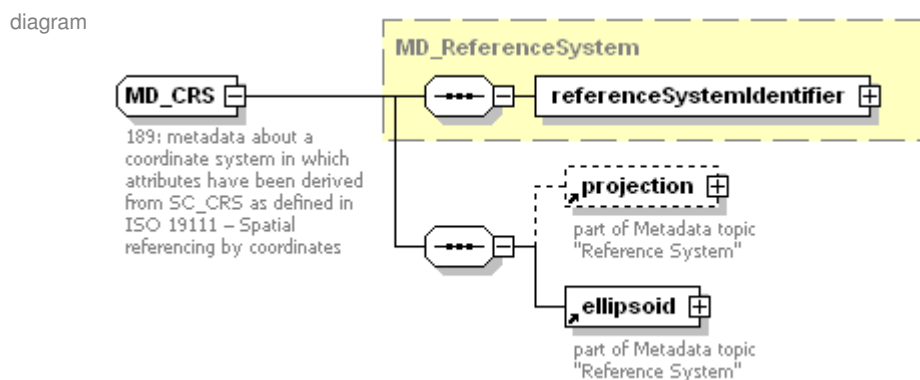 diagram
MD_ReferenceSystem
MD_CRS
referenceSystemIdentifier
189: metadata about a
coordinate system in which
attributes have been derived
from SC_CRS as defined in
ISO 19111 – Spatial
referencing by coordinates
projection
part of Metadata topic
"Reference System"
ellipsoid
part of Metadata topic
"Reference System"